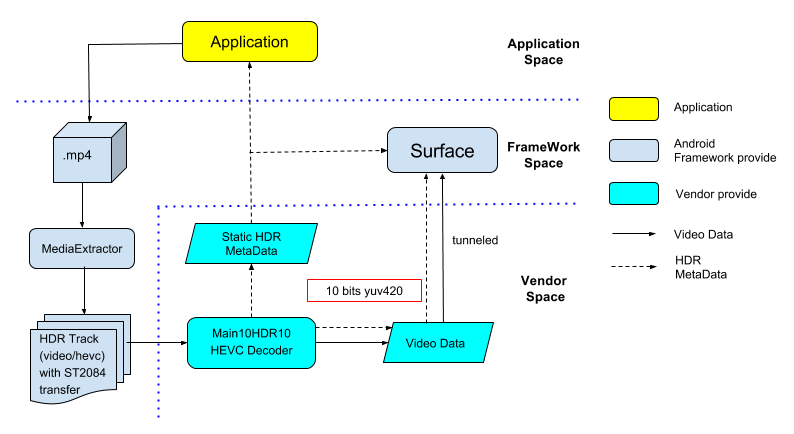 Application
Application
Space
.mp4
Surface
FrameWork
Space
MediaExtractor
Static HDR
MetaData
tunneled
10 bits yuv420
Vendor
Space
HDR Track
(video/hevc)
with ST2084
transfer
Main10HDR10
HEVC Decoder
Video Data
Application
Android
Framework provide
Vendor provide
Video Data
HDR
MetaData